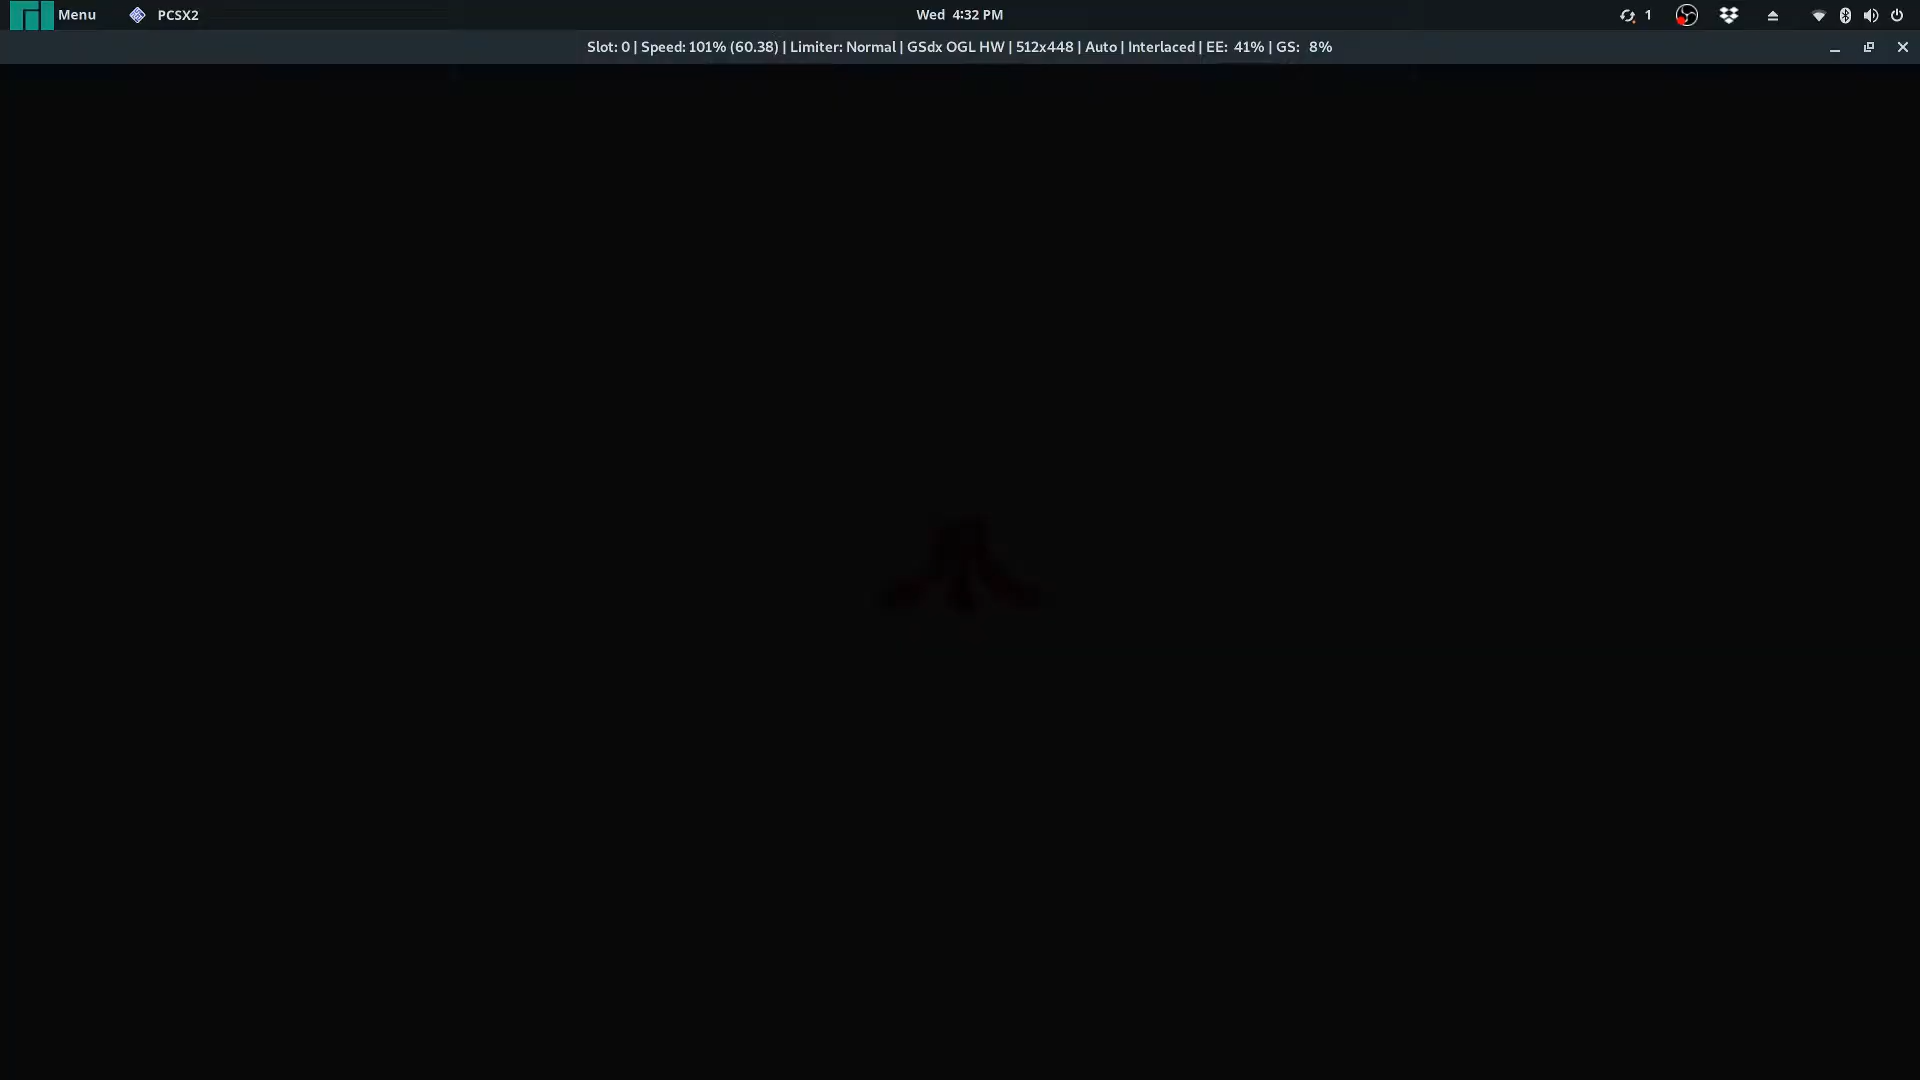 Menu PCSX2 Wed 4:32 PM 1
Slot: 0 | Speed: 101% (60.38) | Limiter: Normal | GSdx OGL HW | 512x448 | Auto | Interlaced | EE: 41% | GS: 8%